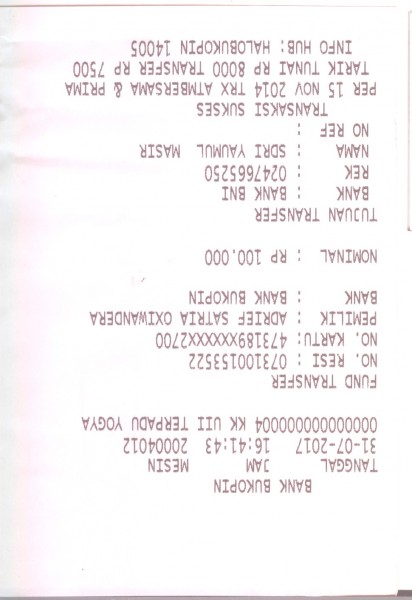 BANK BUKOPIN
TANGGAL JAM MESIN
31-07-2017 16:41:43 20004012
0000000000000004 KK UII TERPADU YOGYA
FUND TRANSFER
NO. RESI : 073100153522
NO. KARTU: 473189XXXXXX2700
PEMILIK : ADRIEF SATRIA OXIWANDERA
BANK : BANK BUKOPIN
NOMINAL : RP 100.000
TUJUAN TRANSFER
BANK : BANK BNI
REK : 0247665250
NAMA : SDRI YAUMUL MASIR
NO REF :
TRANSAKSI SUKSES
PER 15 NOV 2014 TRX ATMBERSAMA & PRIMA
TARIK TUNAI RP 8000 TRANSFER RP 7500
INFO HUB: HALOBUKOPIN 14005